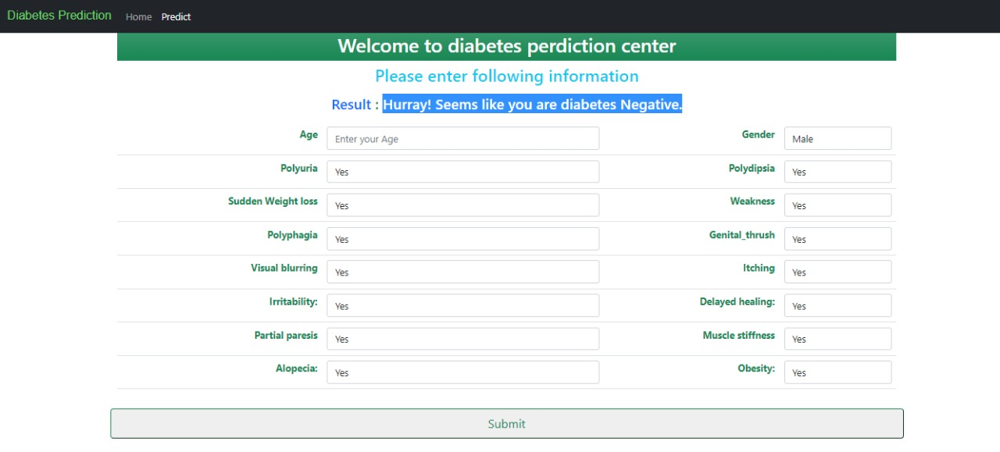 Diabetes Prediction Home Predict
Welcome to diabetes perdiction center
Please enter following information
Result : Hurray! Seems like you are diabetes Negative.
Age Enter your Age Gender Male
Polyuria Yes Polydipsia Yes
Sudden Weight loss Yes Weakness Yes
Polyphagia Yes Genital_thrush Yes
Visual blurring Yes Itching Yes
Irritability: Yes Delayed healing: Yes
Partial paresis Yes Muscle stiffness Yes
Alopecia: Yes Obesity: Yes
Submit